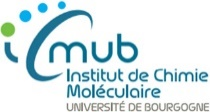 icmub
Institut de Chimie
Moléculaire
UNIVERSITÉ DE BOURGOGNE